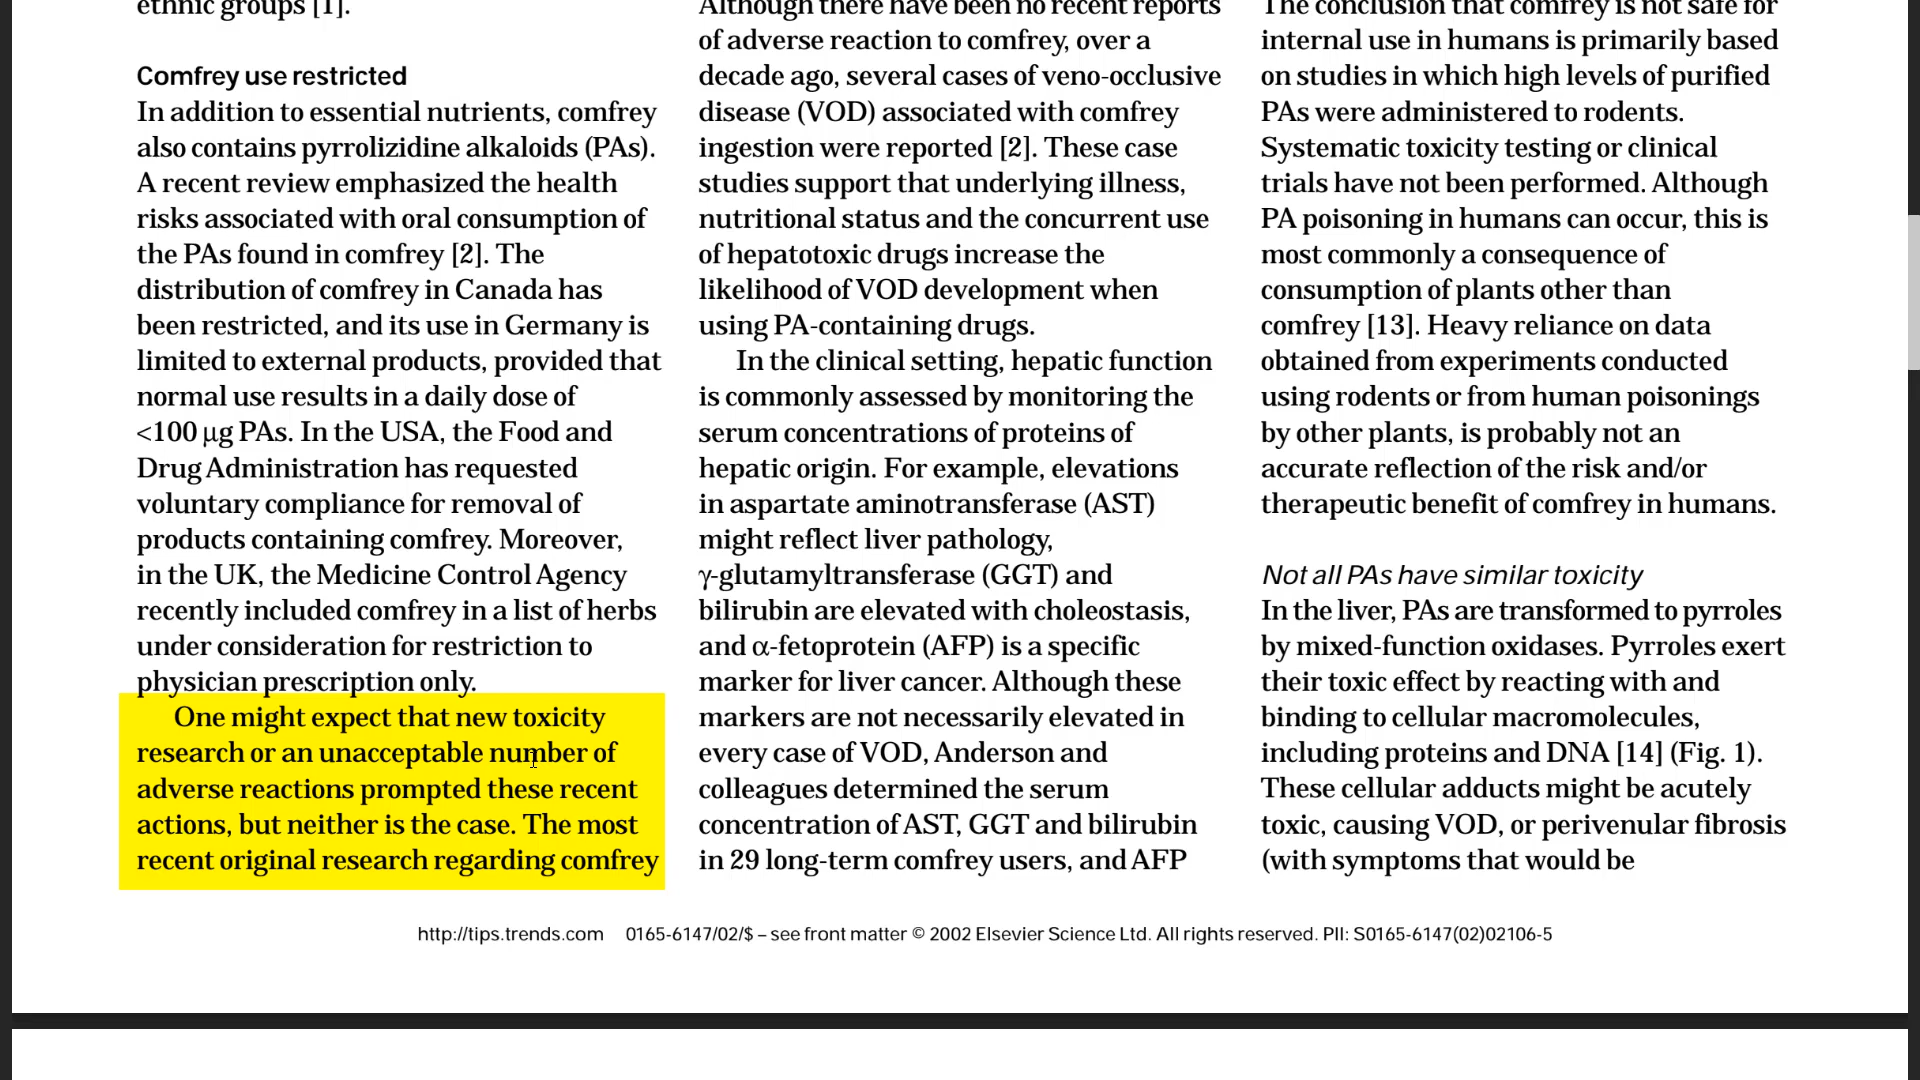 ethnic groups [1].
Comfrey use restricted
In addition to essential nutrients, comfrey
also contains pyrrolizidine alkaloids (PAs).
A recent review emphasized the health
risks associated with oral consumption of
the PAs found in comfrey [2]. The
distribution of comfrey in Canada has
been restricted, and its use in Germany is
limited to external products, provided that
normal use results in a daily dose of
<100 µg PAs. In the USA, the Food and
Drug Administration has requested
voluntary compliance for removal of
products containing comfrey. Moreover,
in the UK, the Medicine Control Agency
recently included comfrey in a list of herbs
under consideration for restriction to
physician prescription only.
One might expect that new toxicity
research or an unacceptable number of
adverse reactions prompted these recent
actions, but neither is the case. The most
recent original research regarding comfrey
Although there have been no recent reports
of adverse reaction to comfrey, over a
decade ago, several cases of veno-occlusive
disease (VOD) associated with comfrey
ingestion were reported [2]. These case
studies support that underlying illness,
nutritional status and the concurrent use
of hepatotoxic drugs increase the
likelihood of VOD development when
using PA-containing drugs.
In the clinical setting, hepatic function
is commonly assessed by monitoring the
serum concentrations of proteins of
hepatic origin. For example, elevations
in aspartate aminotransferase (AST)
might reflect liver pathology,
γ-glutamyltransferase (GGT) and
bilirubin are elevated with choleostasis,
and α-fetoprotein (AFP) is a specific
marker for liver cancer. Although these
markers are not necessarily elevated in
every case of VOD, Anderson and
colleagues determined the serum
concentration of AST, GGT and bilirubin
in 29 long-term comfrey users, and AFP
The conclusion that comfrey is not safe for
internal use in humans is primarily based
on studies in which high levels of purified
PAs were administered to rodents.
Systematic toxicity testing or clinical
trials have not been performed. Although
PA poisoning in humans can occur, this is
most commonly a consequence of
consumption of plants other than
comfrey [13]. Heavy reliance on data
obtained from experiments conducted
using rodents or from human poisonings
by other plants, is probably not an
accurate reflection of the risk and/or
therapeutic benefit of comfrey in humans.
Not all PAs have similar toxicity
In the liver, PAs are transformed to pyrroles
by mixed-function oxidases. Pyrroles exert
their toxic effect by reacting with and
binding to cellular macromolecules,
including proteins and DNA [14] (Fig. 1).
These cellular adducts might be acutely
toxic, causing VOD, or perivenular fibrosis
(with symptoms that would be
http://tips.trends.com 0165-6147/02/$ – see front matter © 2002 Elsevier Science Ltd. All rights reserved. PII: S0165-6147(02)02106-5